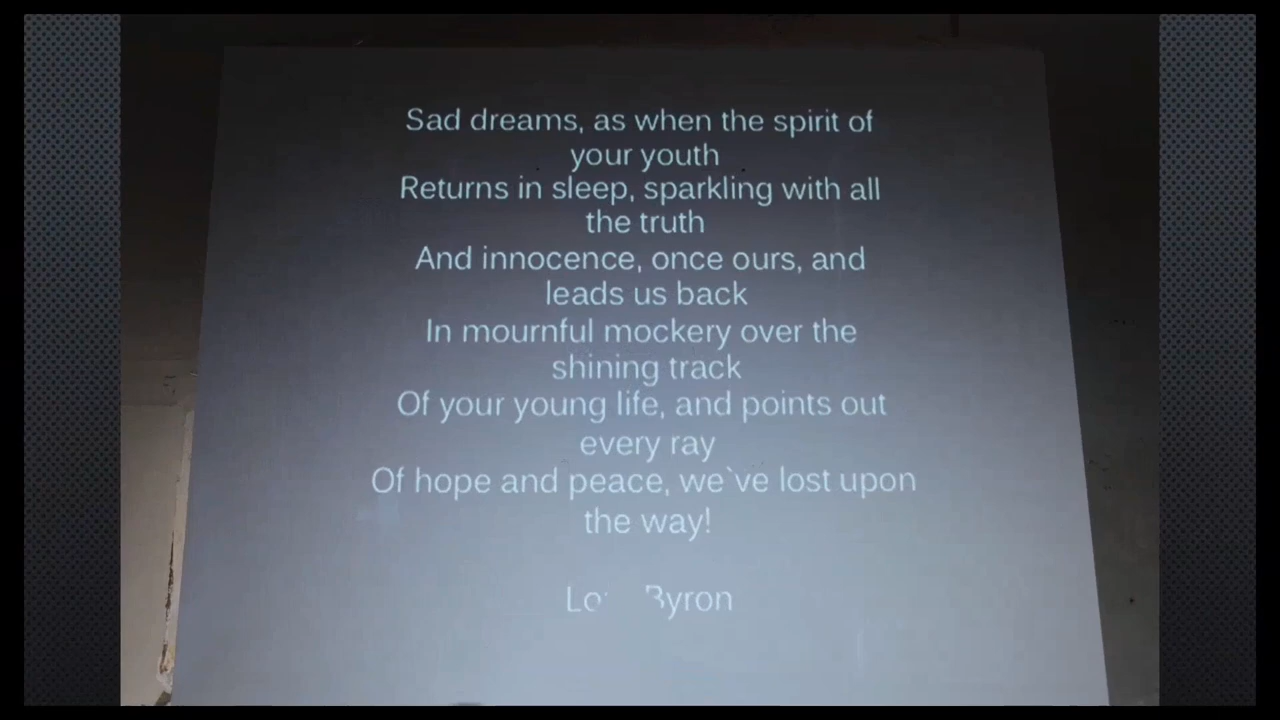 Sad dreams, as when the spirit of
your youth
Returns in sleep, sparkling with all
the truth
And innocence, once ours, and
leads us back
In mournful mockery over the
shining track
Of your young life, and points out
every ray
Of hope and peace, we`ve lost upon
the way!
Byron